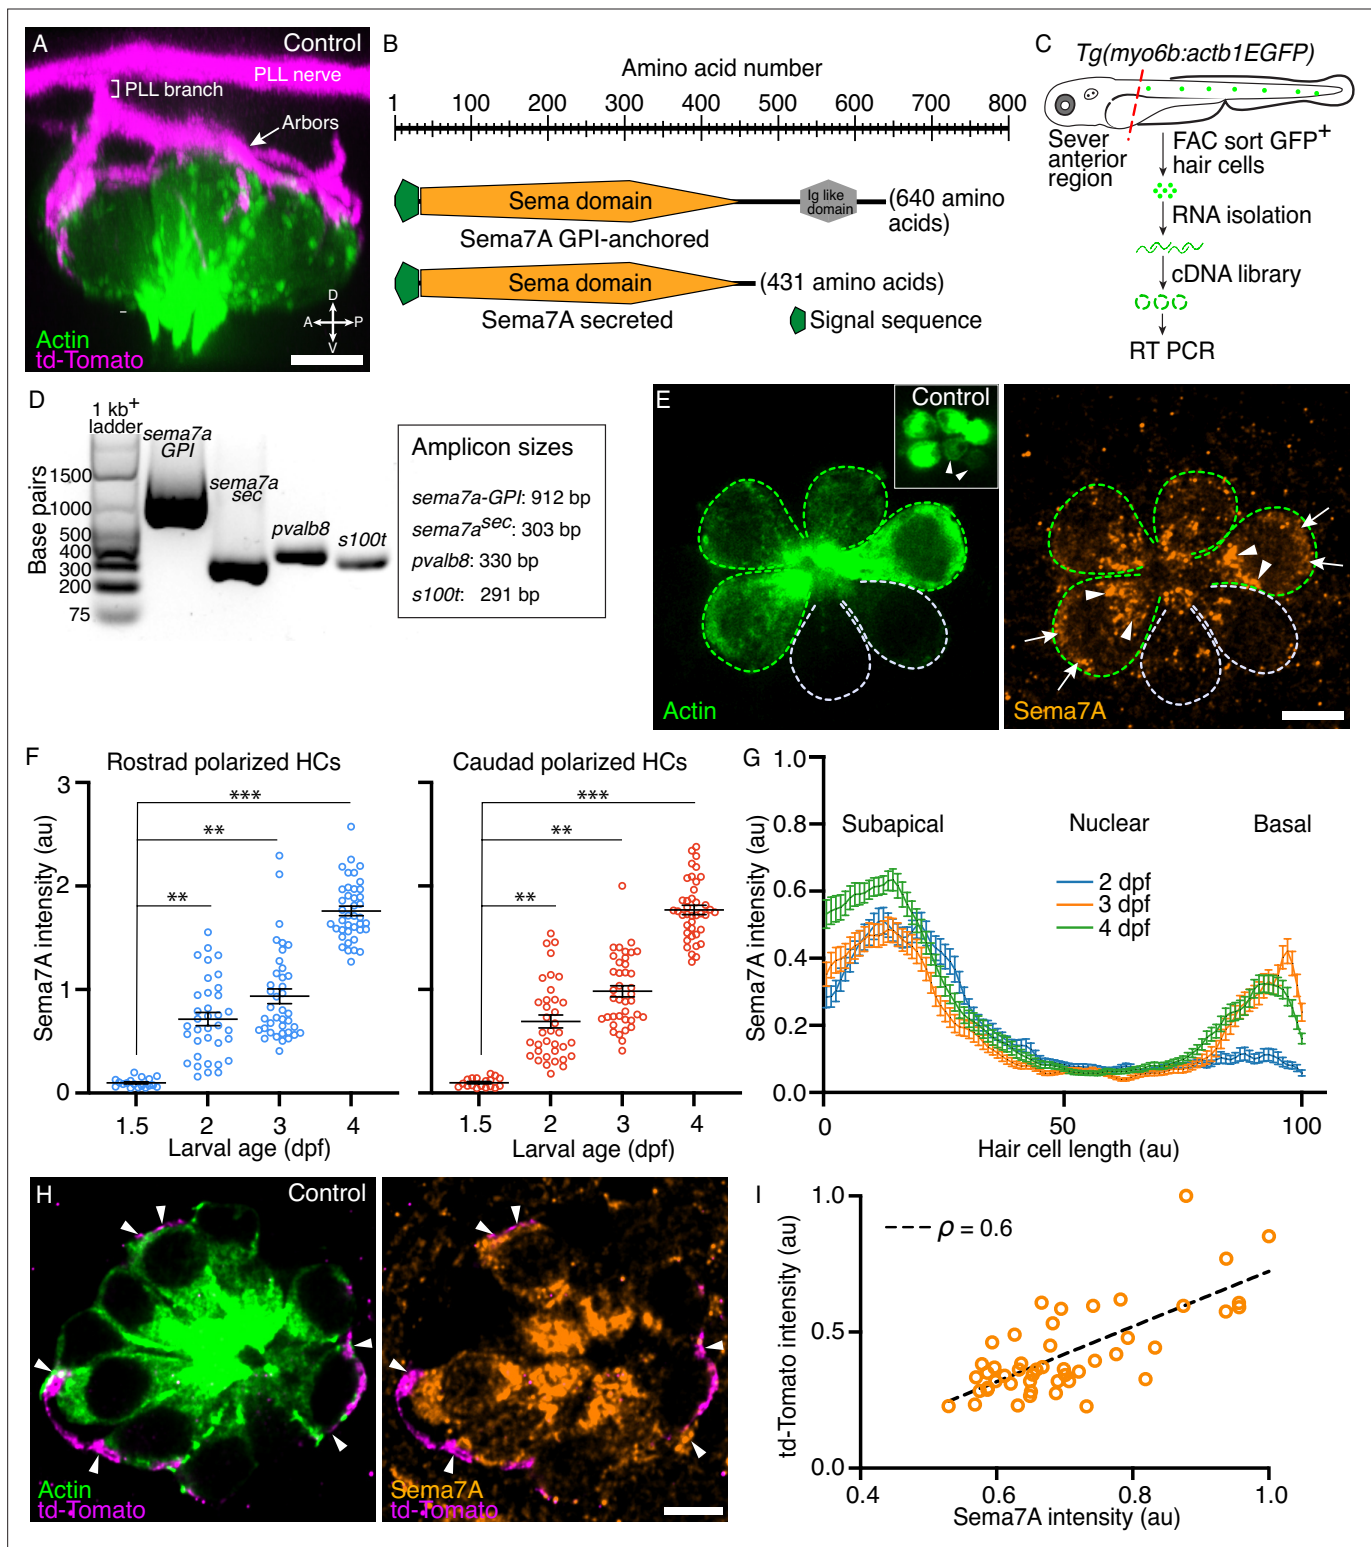 A
Control
PLL nerve
PLL branch
Arbors
D
A
P
V
Actin
td-Tomato
B
Amino acid number
1 100 200 300 400 500 600 700 800
Sema domain
Ig like
domain
(640 amino
acids)
Sema7A GPI-anchored
Sema domain
(431 amino acids)
Sema7A secreted
Signal sequence
C
Tg(myo6b:actb1EGFP)
Sever
anterior
region
FAC sort GFP+
hair cells
RNA isolation
cDNA library
RT PCR
D
1 kb+
ladder
sema7a
GPI
sema7a
sec
pvalb8
s100t
Base pairs
1500
1000
500
400
300
200
75
Amplicon sizes
sema7a-GPI: 912 bp
sema7asec: 303 bp
pvalb8: 330 bp
s100t: 291 bp
E
Control
Actin
Sema7A
F
Rostrad polarized HCs
Sema7A intensity (au)
3
2
1
0
***
**
**
1.5 2 3 4
Larval age (dpf)
Caudad polarized HCs
***
**
**
1.5 2 3 4
Larval age (dpf)
G
Sema7A intensity (au)
1.0
0.8
0.6
0.4
0.2
0.0
Subapical
Nuclear
Basal
2 dpf
3 dpf
4 dpf
0 50 100
Hair cell length (au)
H
Control
Actin
td-Tomato
Sema7A
td-Tomato
I
td-Tomato intensity (au)
1.0
0.5
0.0
ρ = 0.6
0.4 0.6 0.8 1.0
Sema7A intensity (au)